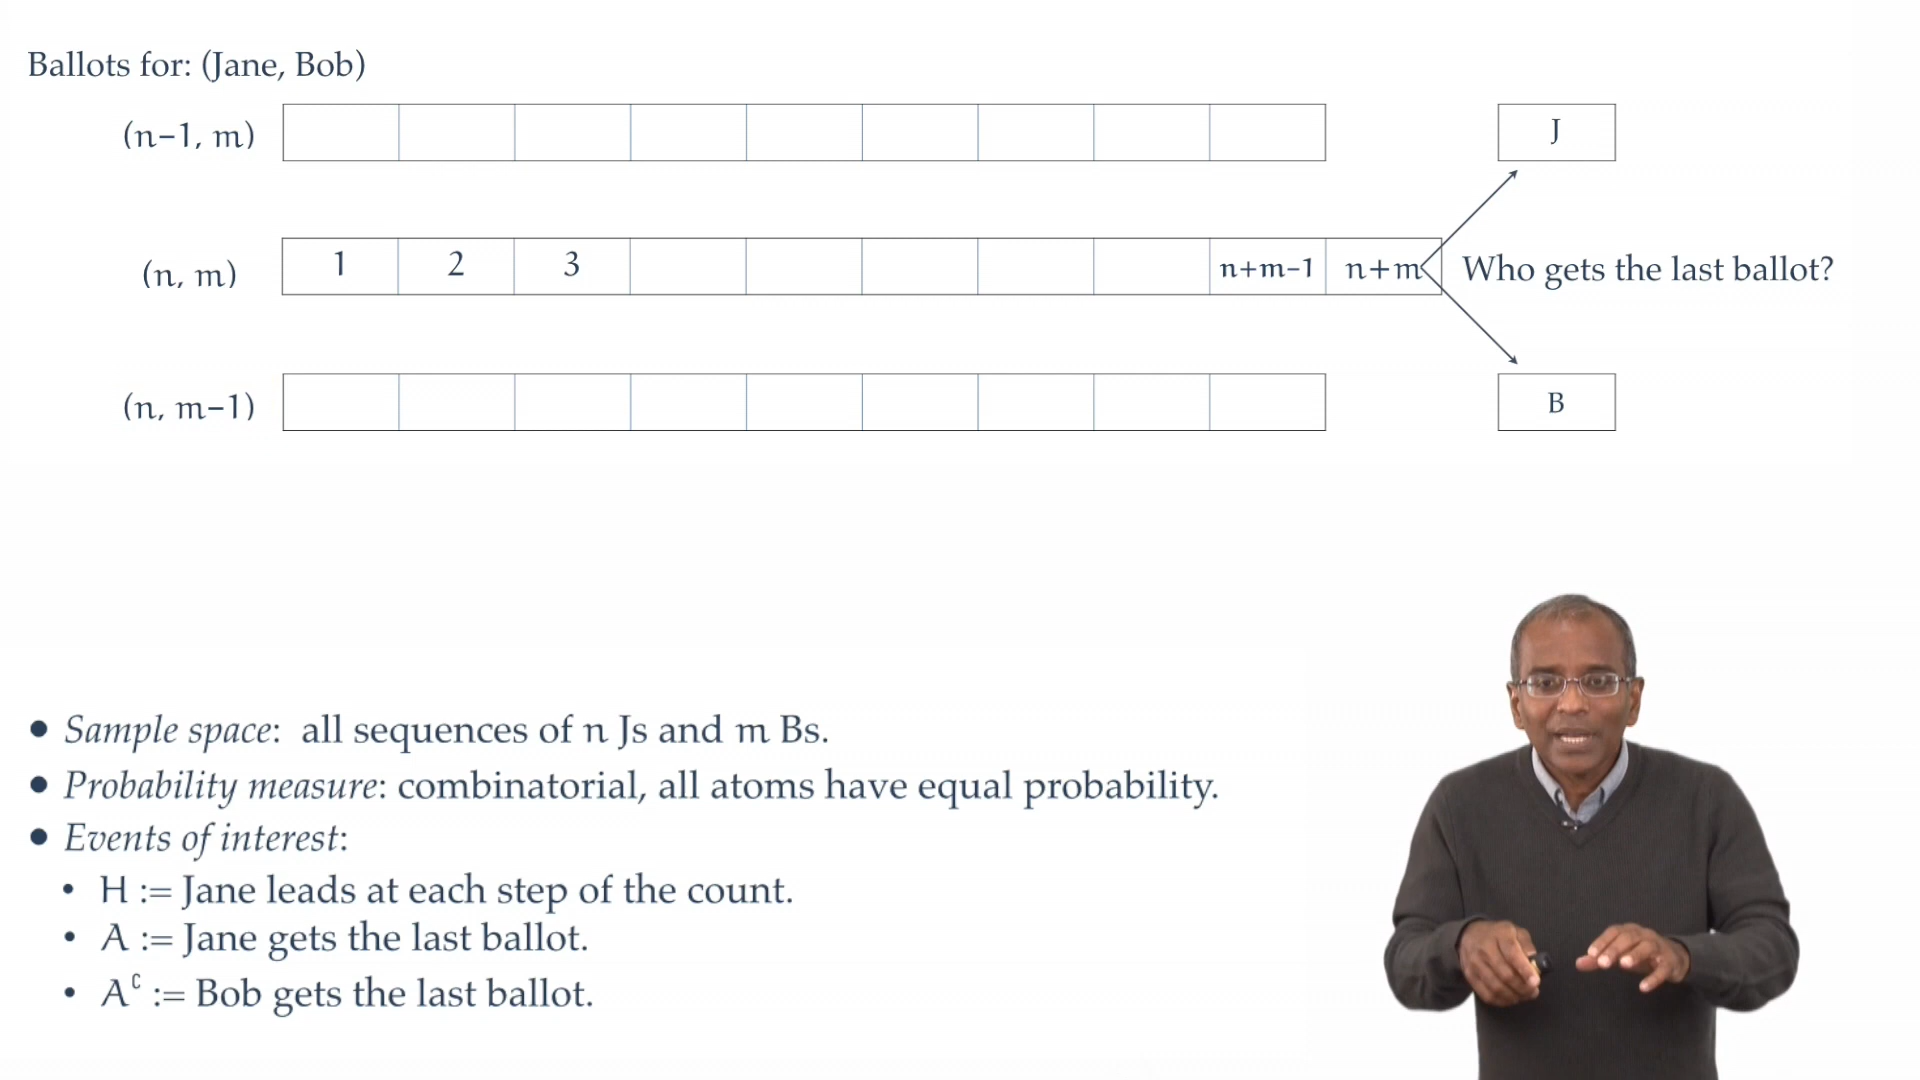 Ballots for: (Jane, Bob)
(n−1, m)
J
(n, m) 1 2 3 n+m−1 n+m Who gets the last ballot?
(n, m−1)
B
• Sample space: all sequences of n Js and m Bs.
• Probability measure: combinatorial, all atoms have equal probability.
• Events of interest:
• H := Jane leads at each step of the count.
• A := Jane gets the last ballot.
• Aᶜ := Bob gets the last ballot.